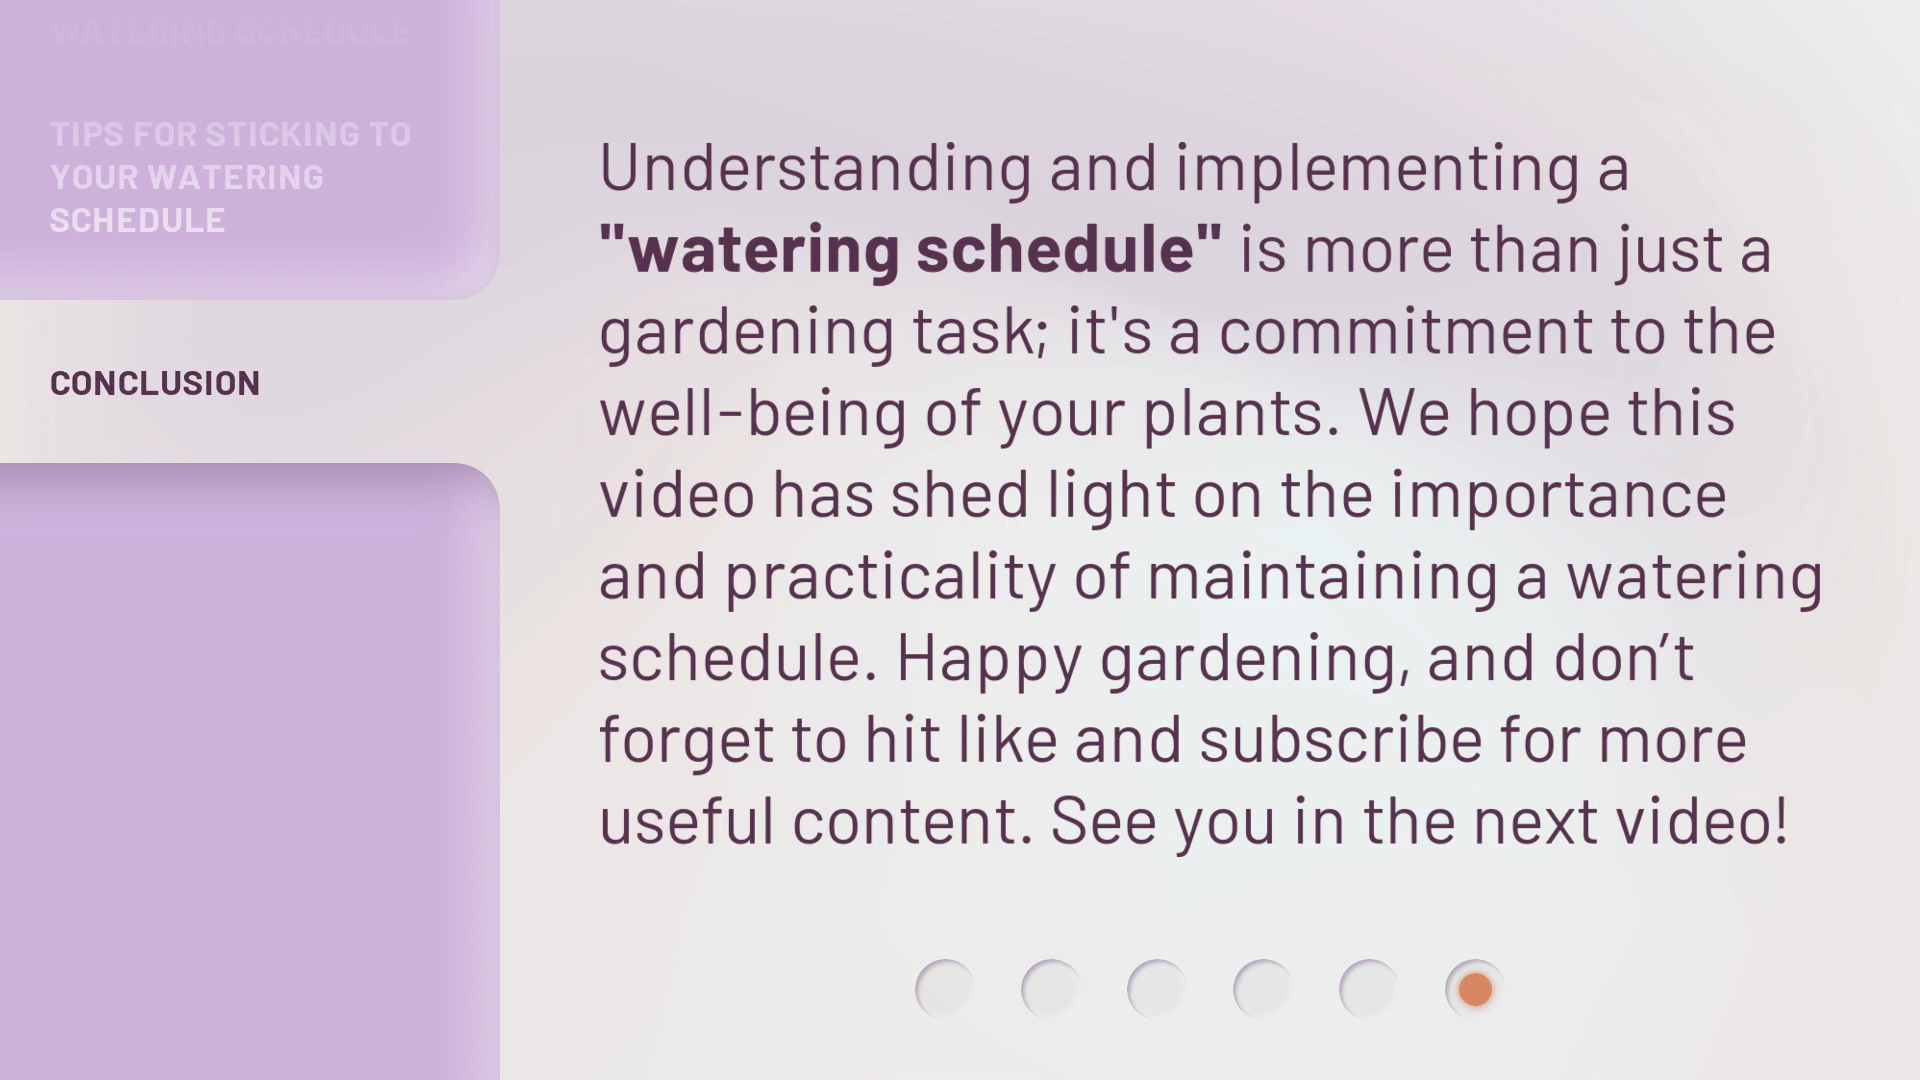 WATERING SCHEDULE
TIPS FOR STICKING TO
YOUR WATERING
SCHEDULE
CONCLUSION
Understanding and implementing a
"watering schedule" is more than just a
gardening task; it's a commitment to the
well-being of your plants. We hope this
video has shed light on the importance
and practicality of maintaining a watering
schedule. Happy gardening, and don’t
forget to hit like and subscribe for more
useful content. See you in the next video!